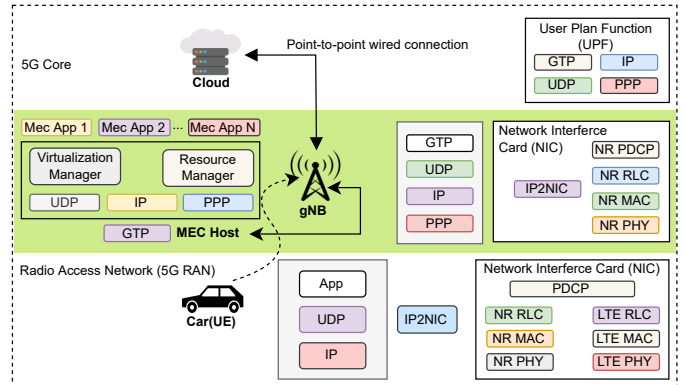 5G Core
Cloud
Point-to-point wired connection
User Plan Function
(UPF)
GTP
IP
UDP
PPP
Mec App 1
Mec App 2
...
Mec App N
Virtualization
Manager
Resource
Manager
UDP
IP
PPP
GTP
MEC Host
gNB
GTP
UDP
IP
PPP
Network Interferce
Card (NIC)
IP2NIC
NR PDCP
NR RLC
NR MAC
NR PHY
Radio Access Network (5G RAN)
Car(UE)
App
UDP
IP
IP2NIC
Network Interferce Card (NIC)
PDCP
NR RLC
LTE RLC
NR MAC
LTE MAC
NR PHY
LTE PHY